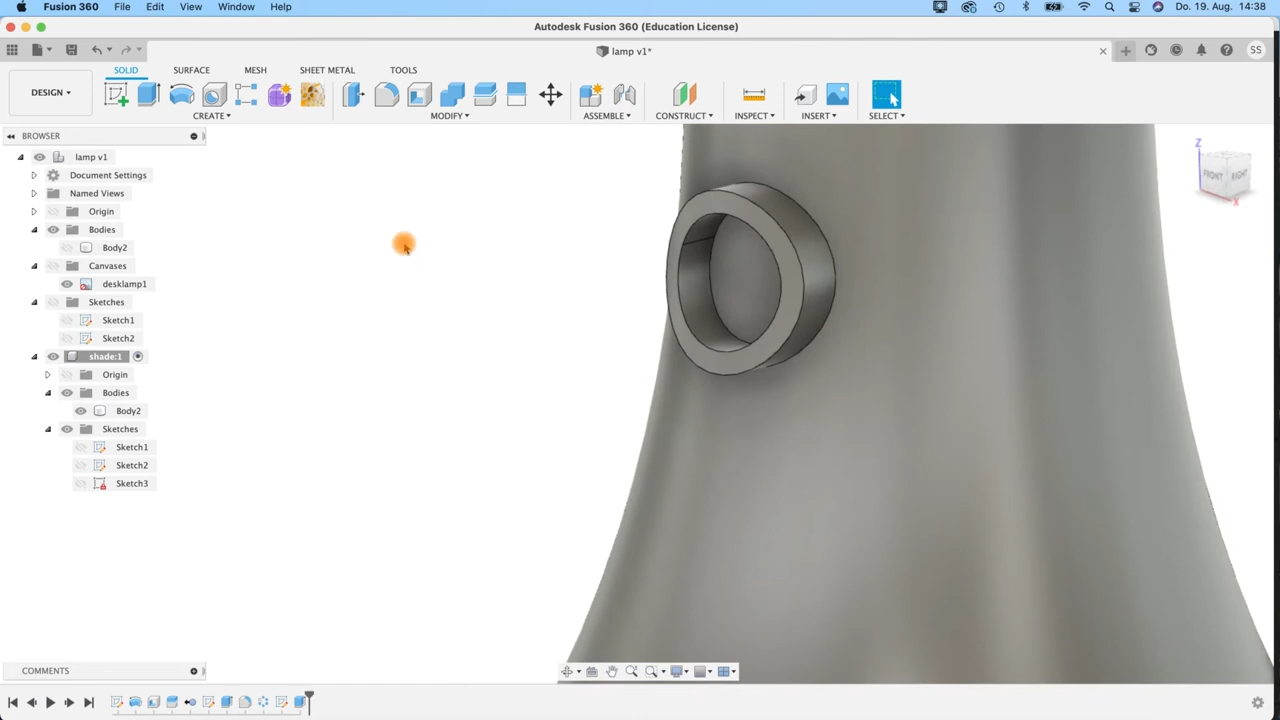 Fusion 360 File Edit View Window Help Do. 19. Aug. 14:38
Autodesk Fusion 360 (Education License)
lamp v1* SS
SOLID SURFACE MESH SHEET METAL TOOLS
DESIGN
CREATE MODIFY ASSEMBLE CONSTRUCT INSPECT INSERT SELECT
BROWSER
lamp v1
Document Settings
Named Views
Origin
Bodies
Body2
Canvases
desklamp1
Sketches
Sketch1
Sketch2
shade:1
Origin
Bodies
Body2
Sketches
Sketch1
Sketch2
Sketch3
Z
FRONT RIGHT
X
COMMENTS